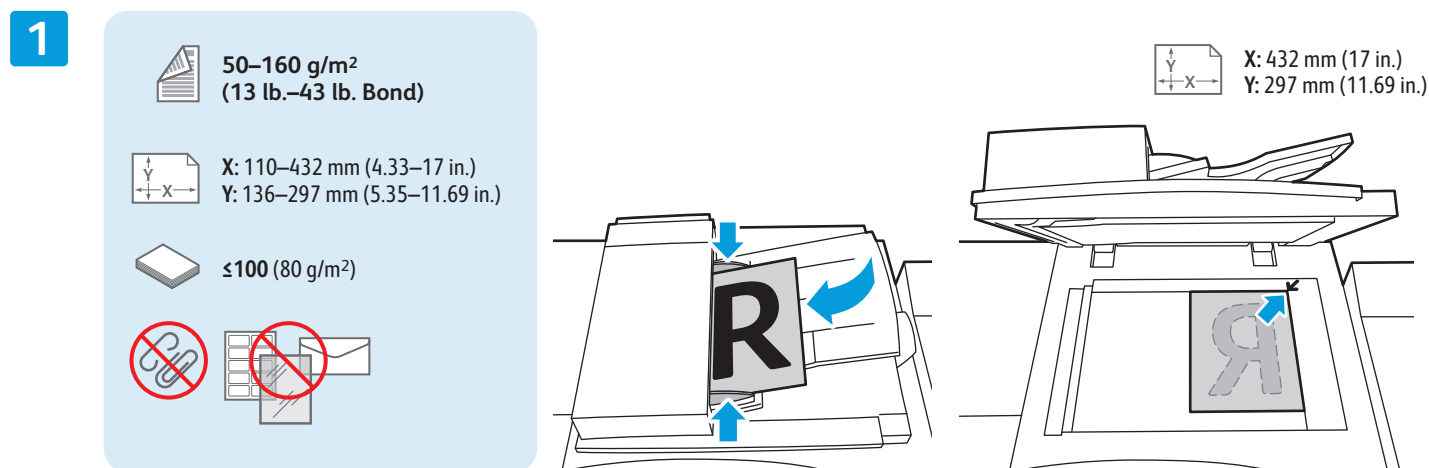 1
50–160 g/m²
(13 lb.–43 lb. Bond)
Y
X
X: 110–432 mm (4.33–17 in.)
Y: 136–297 mm (5.35–11.69 in.)
≤100 (80 g/m²)
R
Y
X
X: 432 mm (17 in.)
Y: 297 mm (11.69 in.)
R